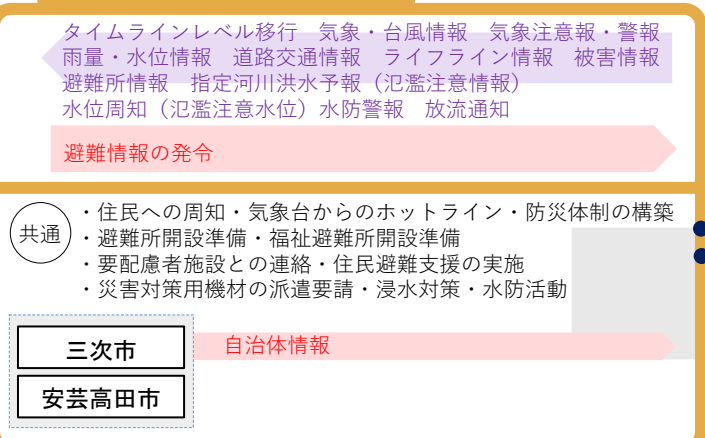 タイムラインレベル移行　気象・台風情報　気象注意報・警報
雨量・水位情報　道路交通情報　ライフライン情報　被害情報
避難所情報　指定河川洪水予報（氾濫注意情報）
水位周知（氾濫注意水位）水防警報　放流通知
避難情報の発令
共通
・住民への周知・気象台からのホットライン・防災体制の構築
・避難所開設準備・福祉避難所開設準備
・要配慮者施設との連絡・住民避難支援の実施
・災害対策用機材の派遣要請・浸水対策・水防活動
三次市
自治体情報
安芸高田市